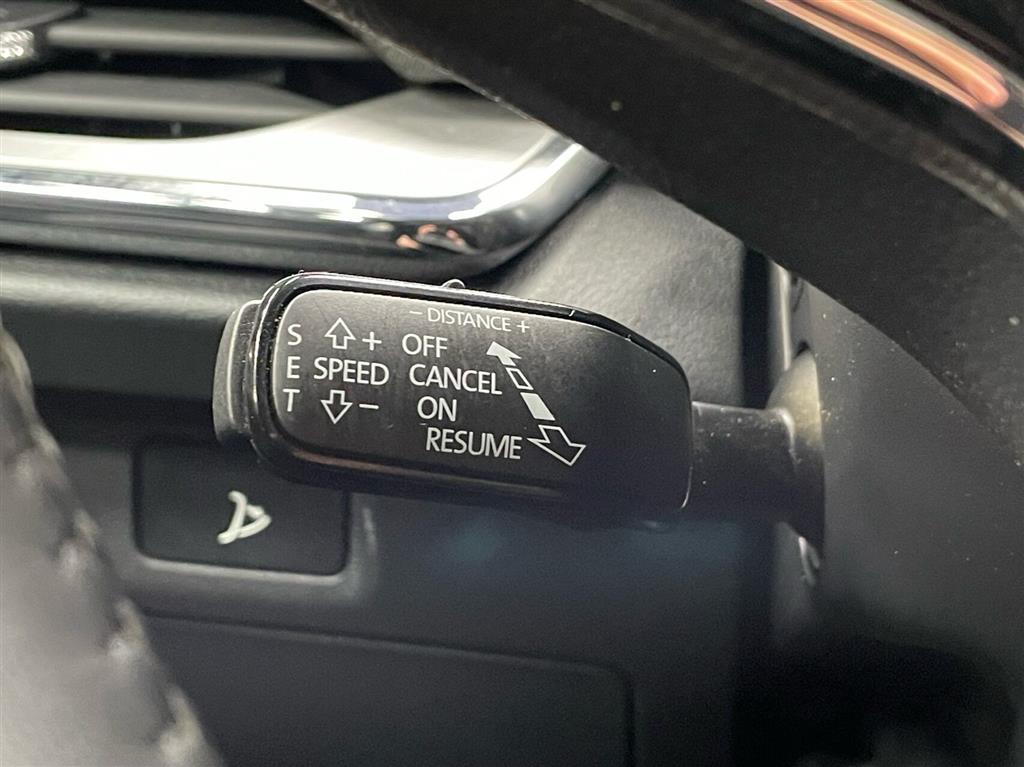 − DISTANCE +
S + OFF
E SPEED CANCEL
T − ON
RESUME